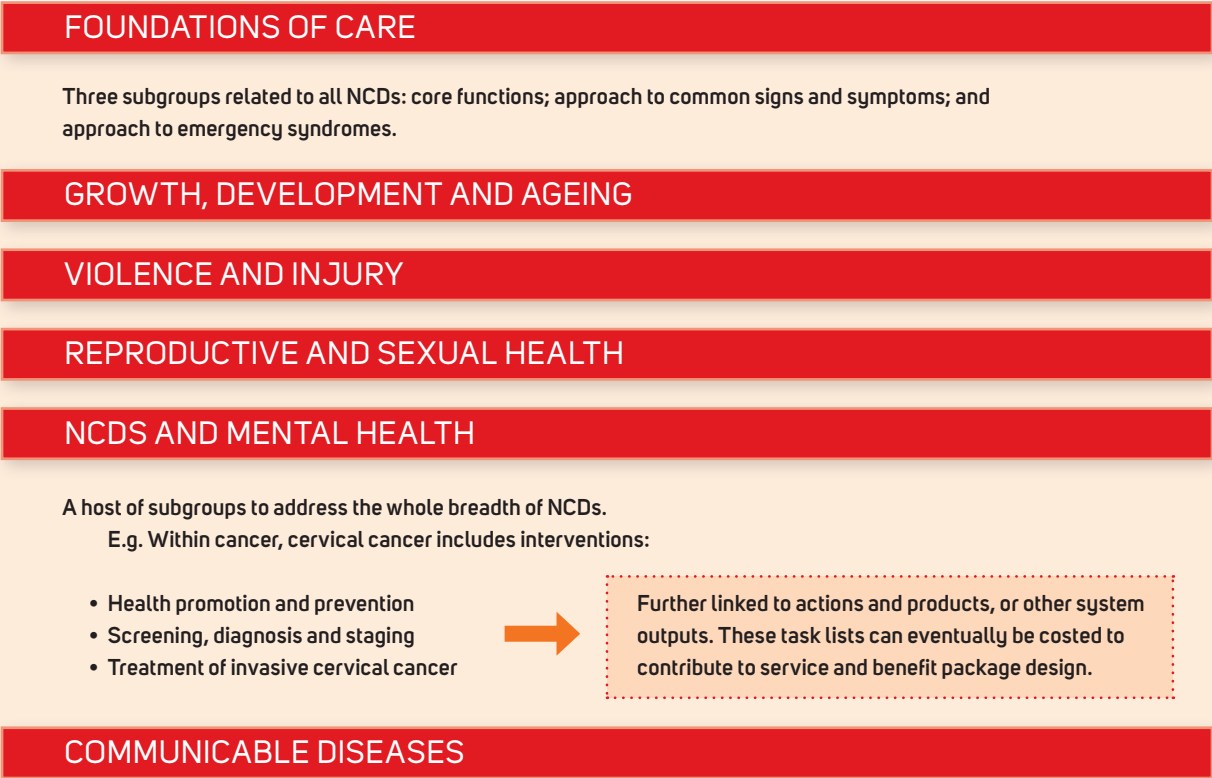 FOUNDATIONS OF CARE
Three subgroups related to all NCDs: core functions; approach to common signs and symptoms; and
approach to emergency syndromes.
GROWTH, DEVELOPMENT AND AGEING
VIOLENCE AND INJURY
REPRODUCTIVE AND SEXUAL HEALTH
NCDS AND MENTAL HEALTH
A host of subgroups to address the whole breadth of NCDs.
E.g. Within cancer, cervical cancer includes interventions:
• Health promotion and prevention
• Screening, diagnosis and staging
• Treatment of invasive cervical cancer
Further linked to actions and products, or other system
outputs. These task lists can eventually be costed to
contribute to service and benefit package design.
COMMUNICABLE DISEASES